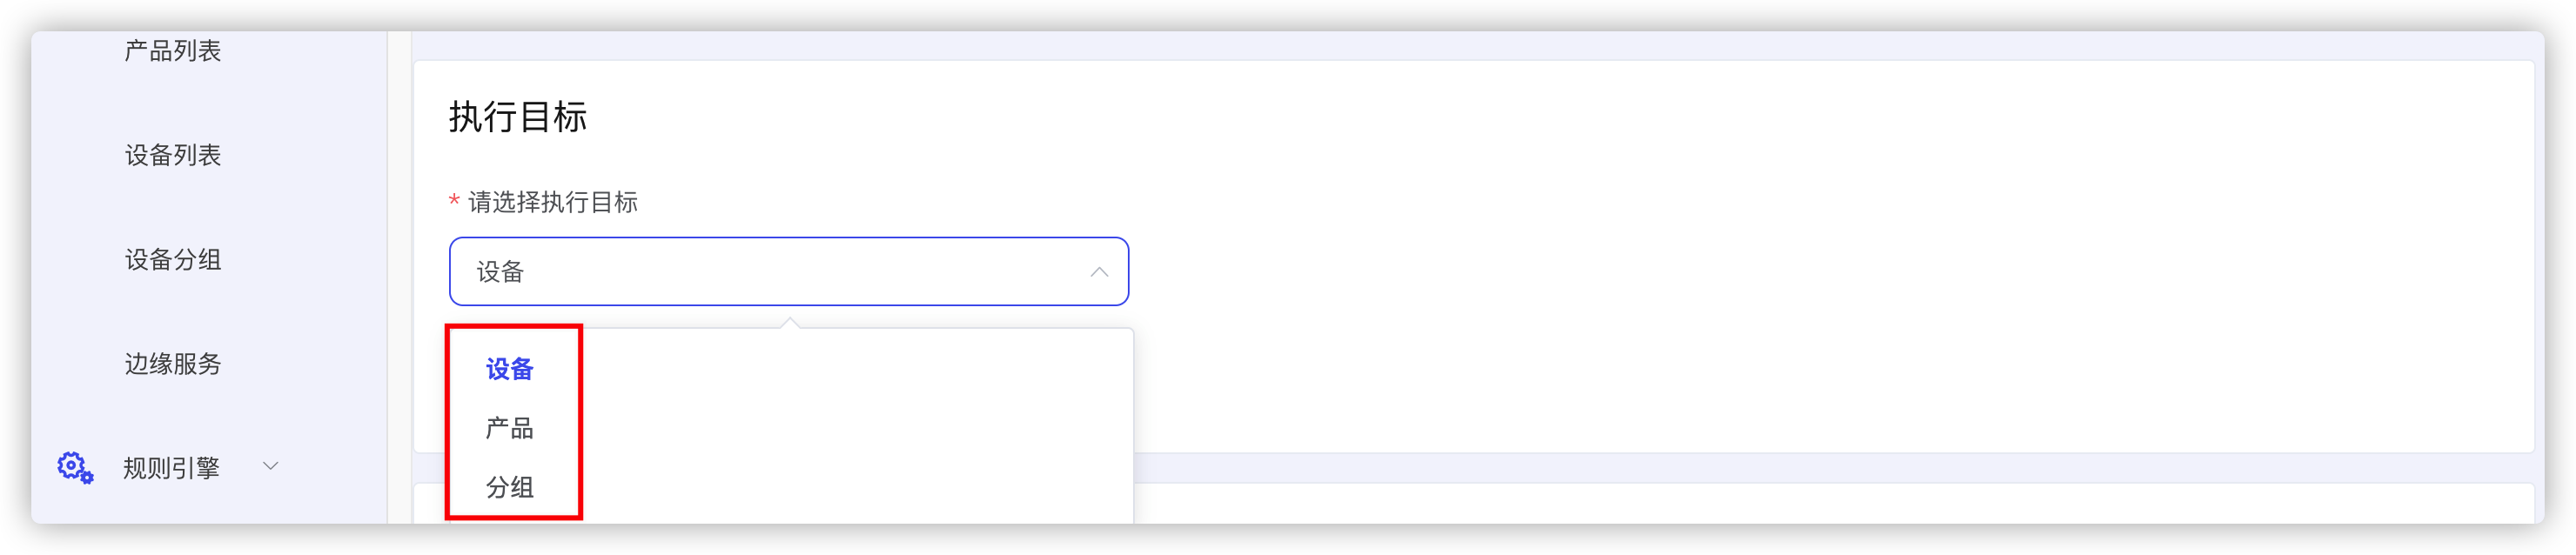 产品列表
设备列表
设备分组
边缘服务
规则引擎
执行目标
* 请选择执行目标
设备
设备
产品
分组